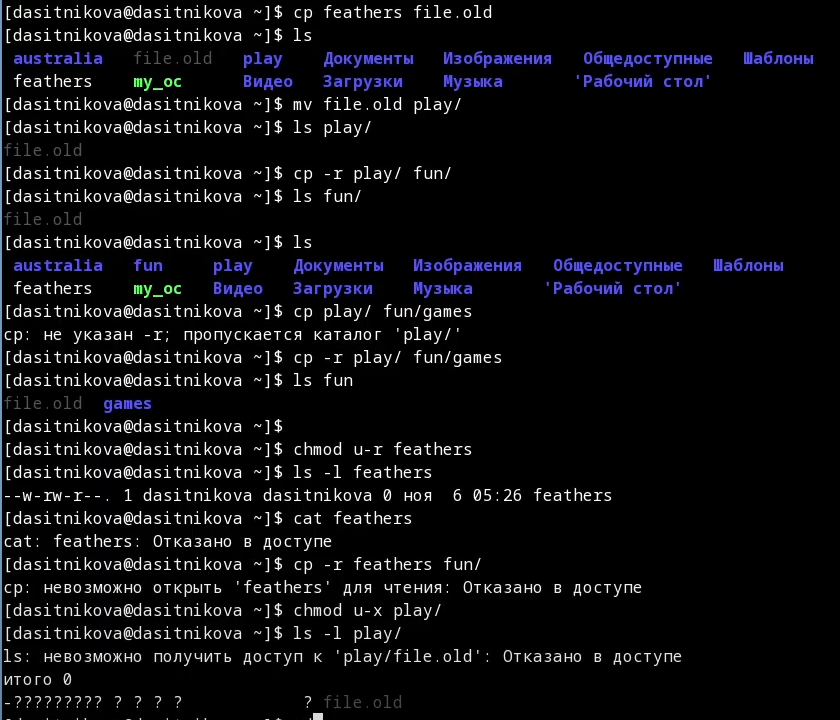 [dasitnikova@dasitnikova ~]$ cp feathers file.old
[dasitnikova@dasitnikova ~]$ ls
australia file.old play Документы Изображения Общедоступные Шаблоны
feathers my_oc Видео Загрузки Музыка 'Рабочий стол'
[dasitnikova@dasitnikova ~]$ mv file.old play/
[dasitnikova@dasitnikova ~]$ ls play/
file.old
[dasitnikova@dasitnikova ~]$ cp -r play/ fun/
[dasitnikova@dasitnikova ~]$ ls fun/
file.old
[dasitnikova@dasitnikova ~]$ ls
australia fun play Документы Изображения Общедоступные Шаблоны
feathers my_oc Видео Загрузки Музыка 'Рабочий стол'
[dasitnikova@dasitnikova ~]$ cp play/ fun/games
cp: не указан -r; пропускается каталог 'play/'
[dasitnikova@dasitnikova ~]$ cp -r play/ fun/games
[dasitnikova@dasitnikova ~]$ ls fun
file.old games
[dasitnikova@dasitnikova ~]$
[dasitnikova@dasitnikova ~]$ chmod u-r feathers
[dasitnikova@dasitnikova ~]$ ls -l feathers
--w-rw-r--. 1 dasitnikova dasitnikova 0 ноя  6 05:26 feathers
[dasitnikova@dasitnikova ~]$ cat feathers
cat: feathers: Отказано в доступе
[dasitnikova@dasitnikova ~]$ cp -r feathers fun/
cp: невозможно открыть 'feathers' для чтения: Отказано в доступе
[dasitnikova@dasitnikova ~]$ chmod u-x play/
[dasitnikova@dasitnikova ~]$ ls -l play/
ls: невозможно получить доступ к 'play/file.old': Отказано в доступе
итого 0
-????????? ? ? ? ? ? file.old